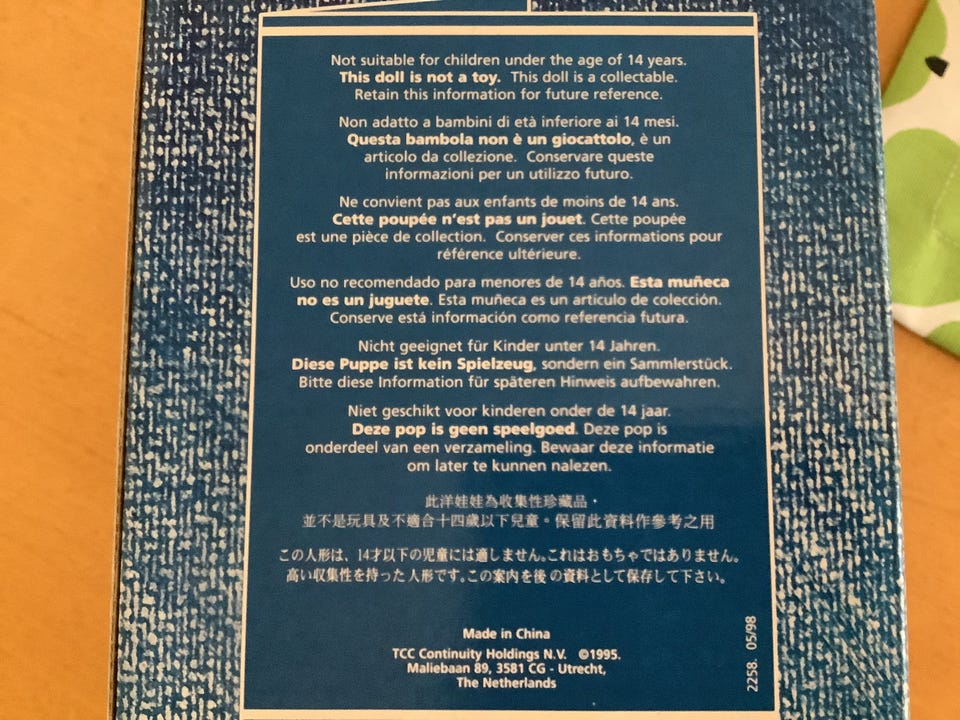 Not suitable for children under the age of 14 years.
This doll is not a toy. This doll is a collectable.
Retain this information for future reference.
Non adatto a bambini di età inferiore ai 14 mesi.
Questa bambola non è un giocattolo, è un
articolo da collezione. Conservare queste
informazioni per un utilizzo futuro.
Ne convient pas aux enfants de moins de 14 ans.
Cette poupée n'est pas un jouet. Cette poupée
est une pièce de collection. Conserver ces informations pour
référence ultérieure.
Uso no recomendado para menores de 14 años. Esta muñeca
no es un juguete. Esta muñeca es un artículo de colección.
Conserve está información como referencia futura.
Nicht geeignet für Kinder unter 14 Jahren.
Diese Puppe ist kein Spielzeug, sondern ein Sammlerstück.
Bitte diese Information für späteren Hinweis aufbewahren.
Niet geschikt voor kinderen onder de 14 jaar.
Deze pop is geen speelgoed. Deze pop is
onderdeel van een verzameling. Bewaar deze informatie
om later te kunnen nalezen.
此洋娃娃為收集性珍藏品,
並不是玩具及不適合十四歲以下兒童。保留此資料作參考之用
この人形は、14才以下の児童には適しません。これはおもちゃではありません。
高い収集性を持った人形です。この案内を後の資料として保存して下さい。
Made in China
TCC Continuity Holdings N.V. ©1995.
Maliebaan 89, 3581 CG - Utrecht,
The Netherlands
2258. 05/98